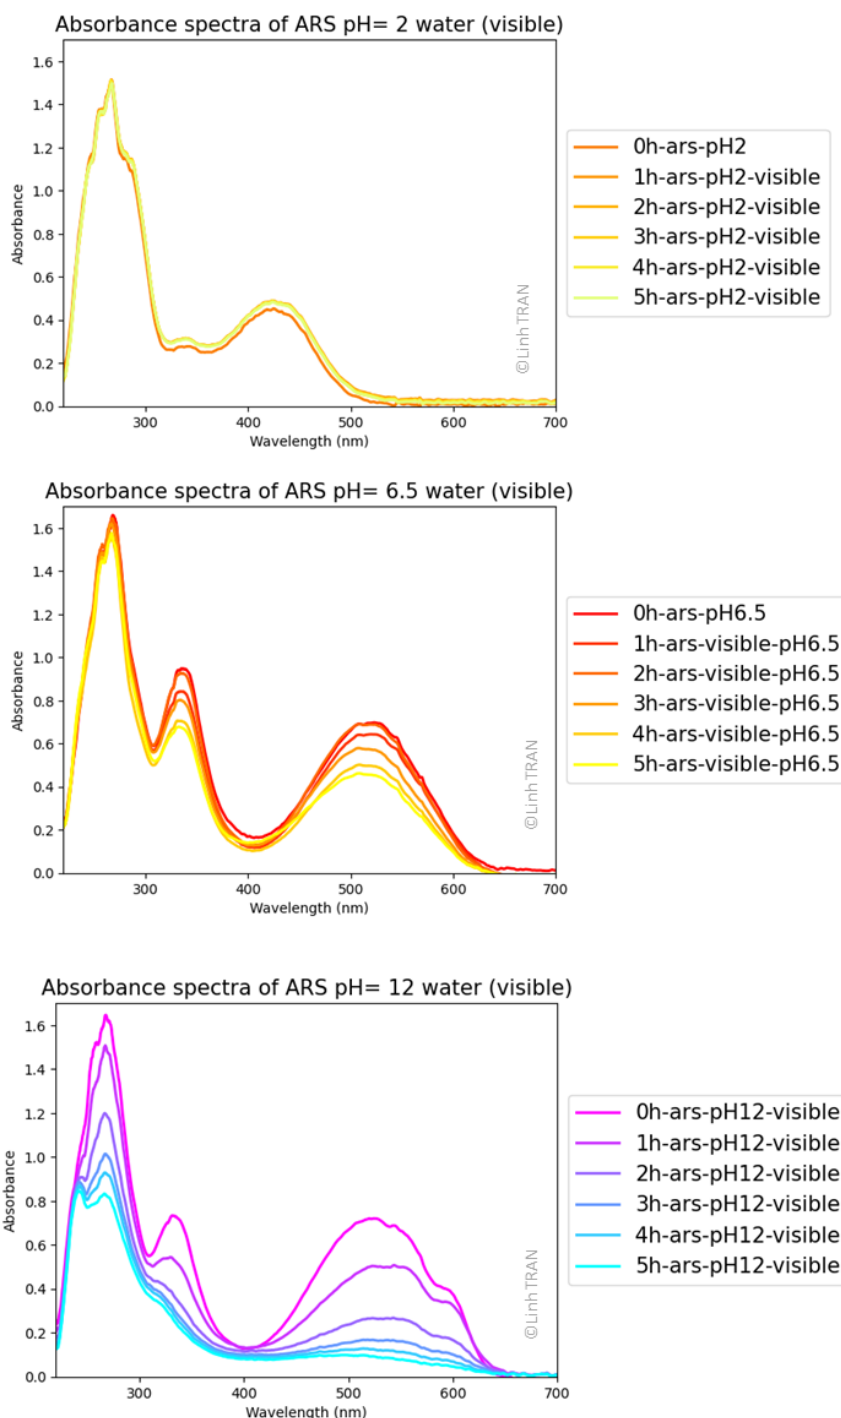 Absorbance spectra of ARS pH= 2 water (visible)
1.6
1.4
1.2
1.0
0.8
0.6
0.4
0.2
0.0
Absorbance
300
400
500
600
700
Wavelength (nm)
©Linh TRAN
0h-ars-pH2
1h-ars-pH2-visible
2h-ars-pH2-visible
3h-ars-pH2-visible
4h-ars-pH2-visible
5h-ars-pH2-visible
Absorbance spectra of ARS pH= 6.5 water (visible)
1.6
1.4
1.2
1.0
0.8
0.6
0.4
0.2
0.0
Absorbance
300
400
500
600
700
Wavelength (nm)
©Linh TRAN
0h-ars-pH6.5
1h-ars-visible-pH6.5
2h-ars-visible-pH6.5
3h-ars-visible-pH6.5
4h-ars-visible-pH6.5
5h-ars-visible-pH6.5
Absorbance spectra of ARS pH= 12 water (visible)
1.6
1.4
1.2
1.0
0.8
0.6
0.4
0.2
0.0
Absorbance
300
400
500
600
700
Wavelength (nm)
©Linh TRAN
0h-ars-pH12-visible
1h-ars-pH12-visible
2h-ars-pH12-visible
3h-ars-pH12-visible
4h-ars-pH12-visible
5h-ars-pH12-visible